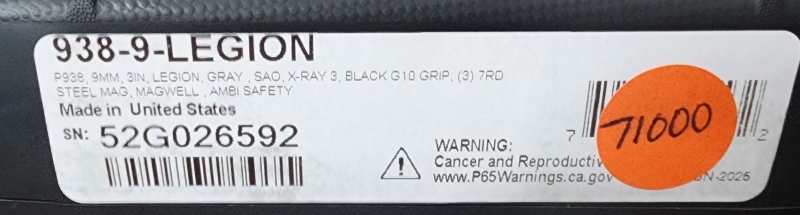 938-9-LEGION
P938, 9MM, 3IN, LEGION, GRAY , SAO, X-RAY 3, BLACK G10 GRIP, (3) 7RD
STEEL MAG, MAGWELL , AMBI SAFETY
Made in United States
SN: 52G026592
7 2
71000
WARNING:
Cancer and Reproductiv
www.P65Warnings.ca.gov
N-2025